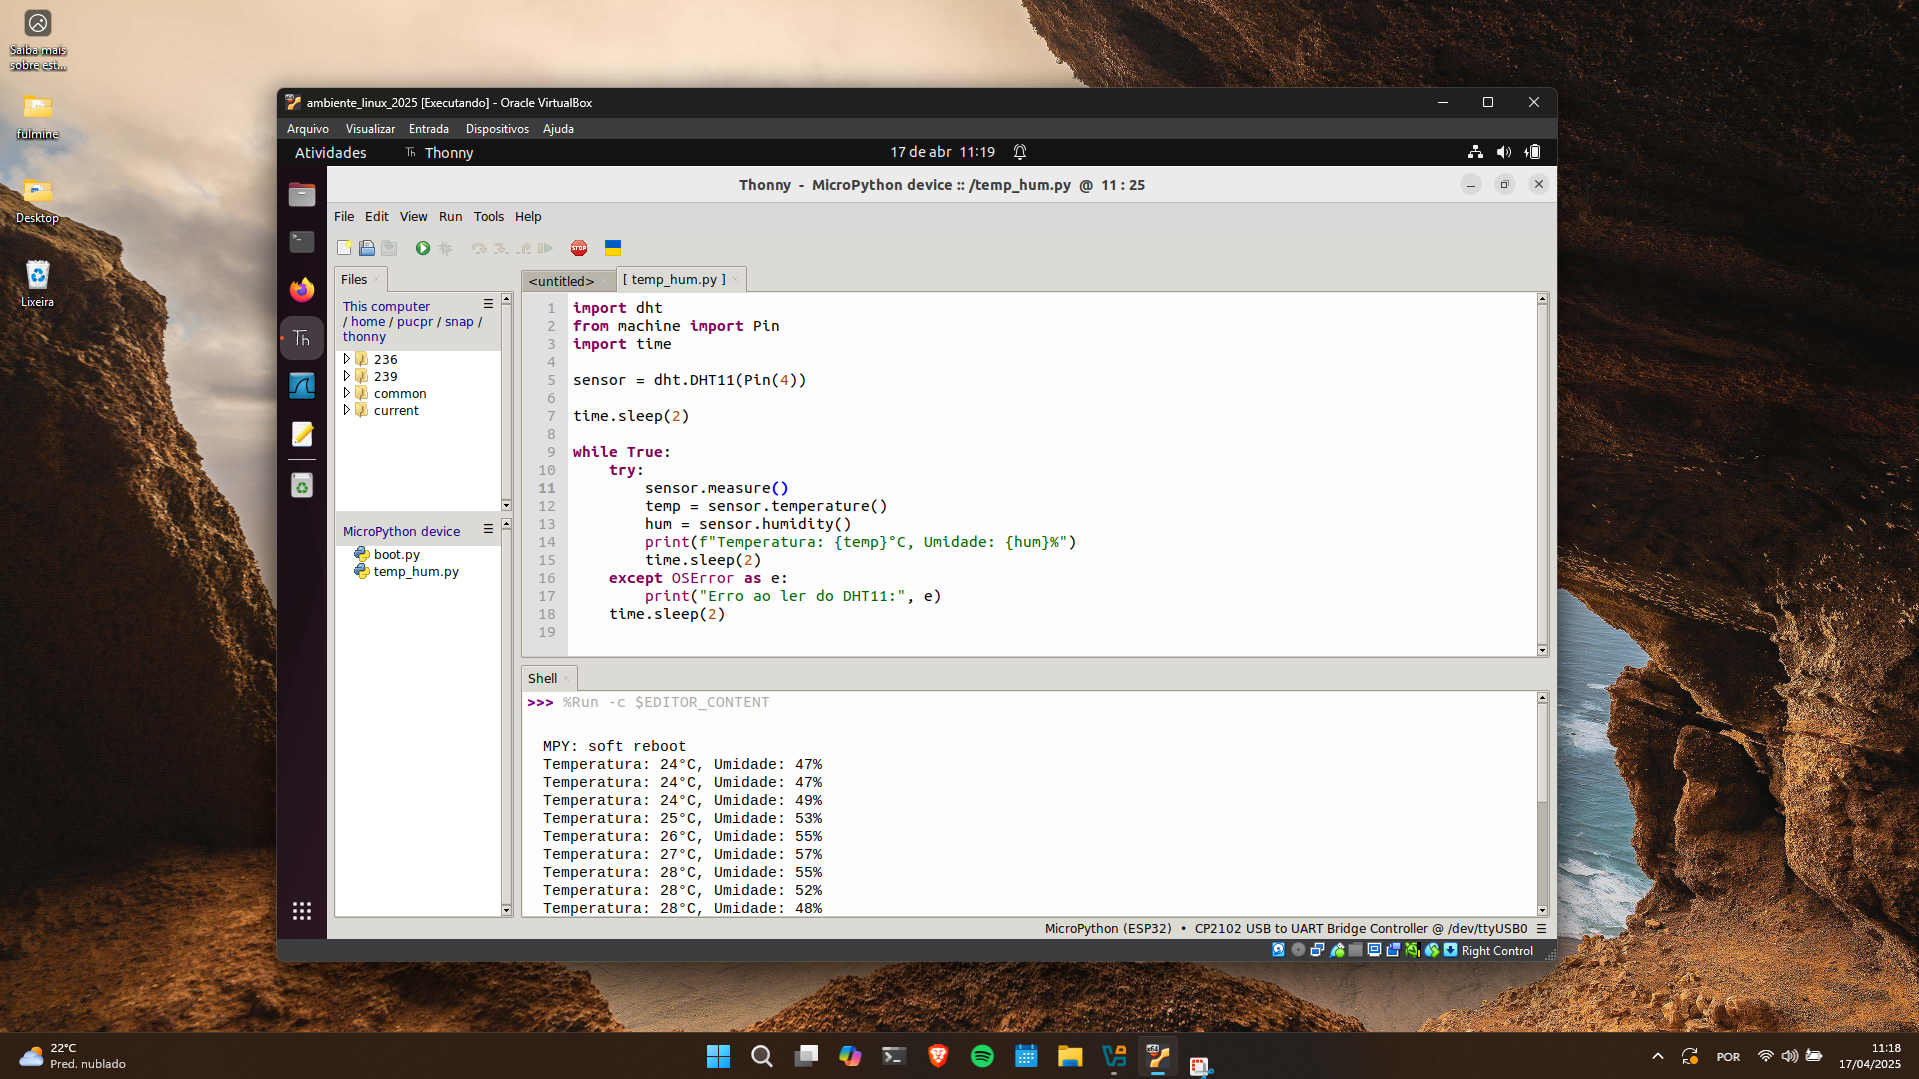 Saiba mais
sobre est...
fulmine
Desktop
Lixeira
ambiente_linux_2025 [Executando] - Oracle VirtualBox
Arquivo Visualizar Entrada Dispositivos Ajuda
Atividades Th Thonny 17 de abr 11:19
Thonny - MicroPython device :: /temp_hum.py @ 11 : 25
File Edit View Run Tools Help
STOP
Files
This computer
/ home / pucpr / snap /
thonny
236
239
common
current
MicroPython device
boot.py
temp_hum.py
<untitled> [ temp_hum.py ]
1 import dht
2 from machine import Pin
3 import time
4
5 sensor = dht.DHT11(Pin(4))
6
7 time.sleep(2)
8
9 while True:
10 try:
11 sensor.measure()
12 temp = sensor.temperature()
13 hum = sensor.humidity()
14 print(f"Temperatura: {temp}°C, Umidade: {hum}%")
15 time.sleep(2)
16 except OSError as e:
17 print("Erro ao ler do DHT11:", e)
18 time.sleep(2)
19
Shell
>>> %Run -c $EDITOR_CONTENT
MPY: soft reboot
Temperatura: 24°C, Umidade: 47%
Temperatura: 24°C, Umidade: 47%
Temperatura: 24°C, Umidade: 49%
Temperatura: 25°C, Umidade: 53%
Temperatura: 26°C, Umidade: 55%
Temperatura: 27°C, Umidade: 57%
Temperatura: 28°C, Umidade: 55%
Temperatura: 28°C, Umidade: 52%
Temperatura: 28°C, Umidade: 48%
MicroPython (ESP32) • CP2102 USB to UART Bridge Controller @ /dev/ttyUSB0 ☰
Right Control
22°C
Pred. nublado
POR
11:18
17/04/2025